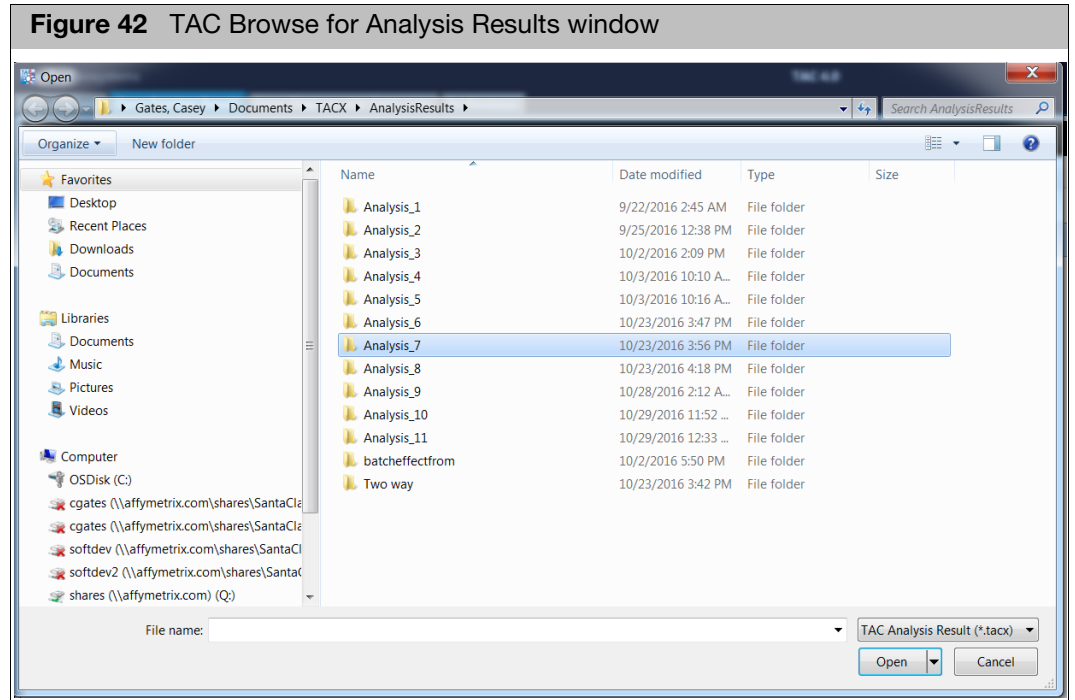 Figure 42 TAC Browse for Analysis Results window
Open TAC 4.0
Gates, Casey Documents TACX AnalysisResults Search AnalysisResults
Organize New folder
Favorites
Desktop
Recent Places
Downloads
Documents
Libraries
Documents
Music
Pictures
Videos
Computer
OSDisk (C:)
cgates (\\affymetrix.com\shares\SantaCla
cgates (\\affymetrix.com\shares\SantaCla
softdev (\\affymetrix.com\shares\SantaCl
softdev2 (\\affymetrix.com\shares\Santa(
shares (\\affymetrix.com) (Q:)
Name Date modified Type Size
Analysis_1 9/22/2016 2:45 AM File folder
Analysis_2 9/25/2016 12:38 PM File folder
Analysis_3 10/2/2016 2:09 PM File folder
Analysis_4 10/3/2016 10:10 A... File folder
Analysis_5 10/3/2016 10:16 A... File folder
Analysis_6 10/23/2016 3:47 PM File folder
Analysis_7 10/23/2016 3:56 PM File folder
Analysis_8 10/23/2016 4:18 PM File folder
Analysis_9 10/28/2016 2:12 A... File folder
Analysis_10 10/29/2016 11:52 ... File folder
Analysis_11 10/29/2016 12:33 ... File folder
batcheffectfrom 10/2/2016 5:50 PM File folder
Two way 10/23/2016 3:42 PM File folder
File name: TAC Analysis Result (*.tacx)
Open Cancel